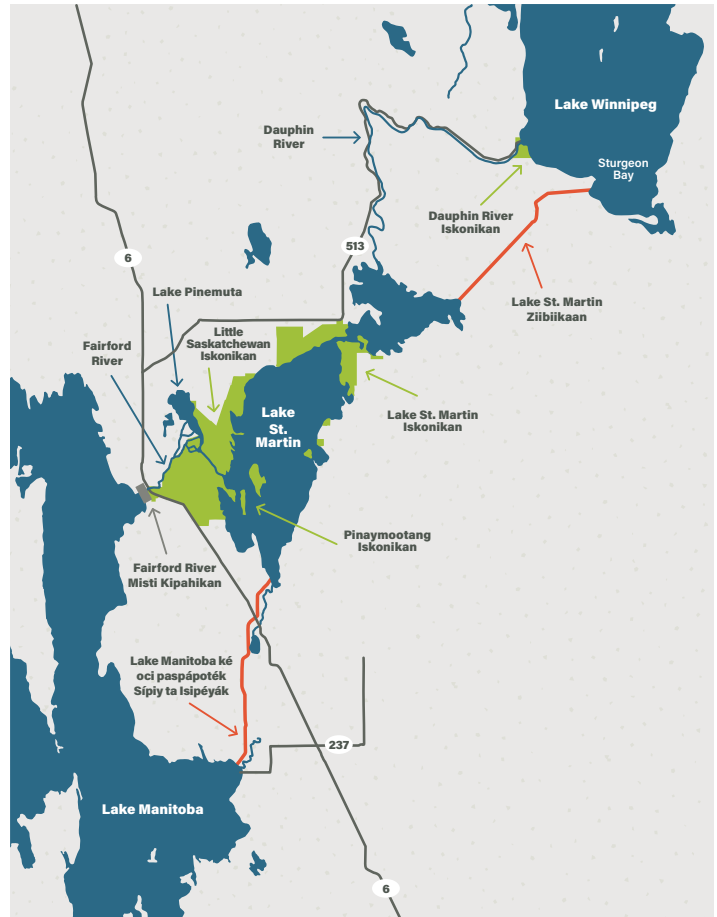 Lake Winnipeg
Dauphin
River
Sturgeon
Bay
Dauphin River
Iskonikan
513
6
Lake Pinemuta
Lake St. Martin
Ziibiikaan
Little
Saskatchewan
Iskonikan
Fairford
River
Lake
St.
Martin
Lake St. Martin
Iskonikan
Pinaymootang
Iskonikan
Fairford River
Misti Kipahikan
Lake Manitoba ké
oci paspápoték
Sípiy ta Isipéyák
237
Lake Manitoba
6